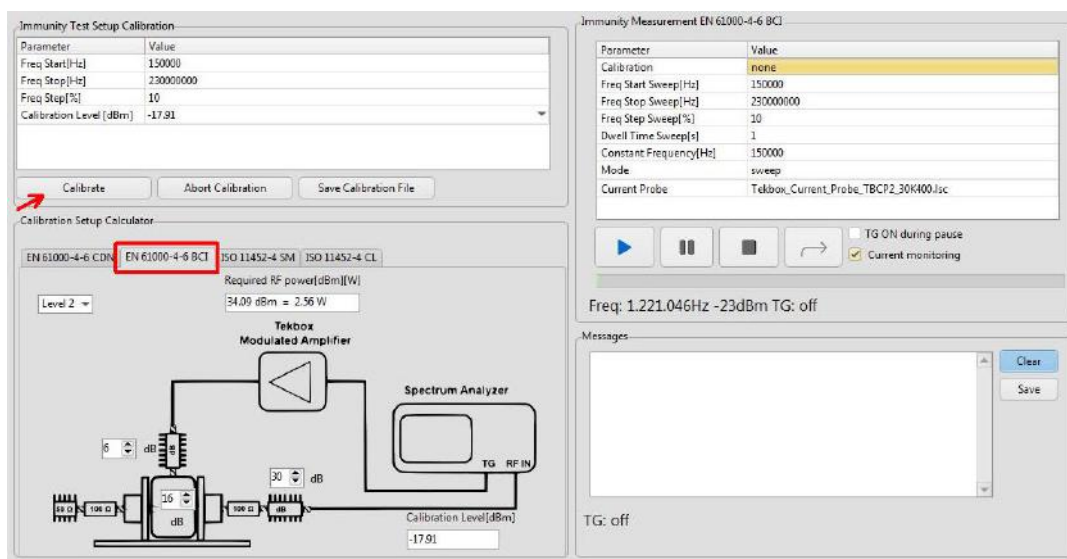 Immunity Test Setup Calibration
Parameter Value
Freq Start[Hz] 150000
Freq Stop[Hz] 230000000
Freq Step[%] 10
Calibration Level [dBm] -17.91
Calibrate Abort Calibration Save Calibration File
Calibration Setup Calculator
EN 61000-4-6 CDN EN 61000-4-6 BCI ISO 11452-4 SM ISO 11452-4 CL
Required RF power[dBm][W]
Level 2 34.09 dBm = 2.56 W
Tekbox
Modulated Amplifier
Spectrum Analyzer
TG RF IN
6 dB dB
30 dB
16
dB
50 Ω 100 Ω 100 Ω dB
Calibration Level[dBm]
-17.91
Immunity Measurement EN 61000-4-6 BCI
Parameter Value
Calibration none
Freq Start Sweep[Hz] 150000
Freq Stop Sweep[Hz] 230000000
Freq Step Sweep[%] 10
Dwell Time Sweep[s] 1
Constant Frequency[Hz] 150000
Mode sweep
Current Probe Tekbox_Current_Probe_TBCP2_30K400.lsc
TG ON during pause
Current monitoring
Freq: 1.221.046Hz -23dBm TG: off
Messages
Clear
Save
TG: off